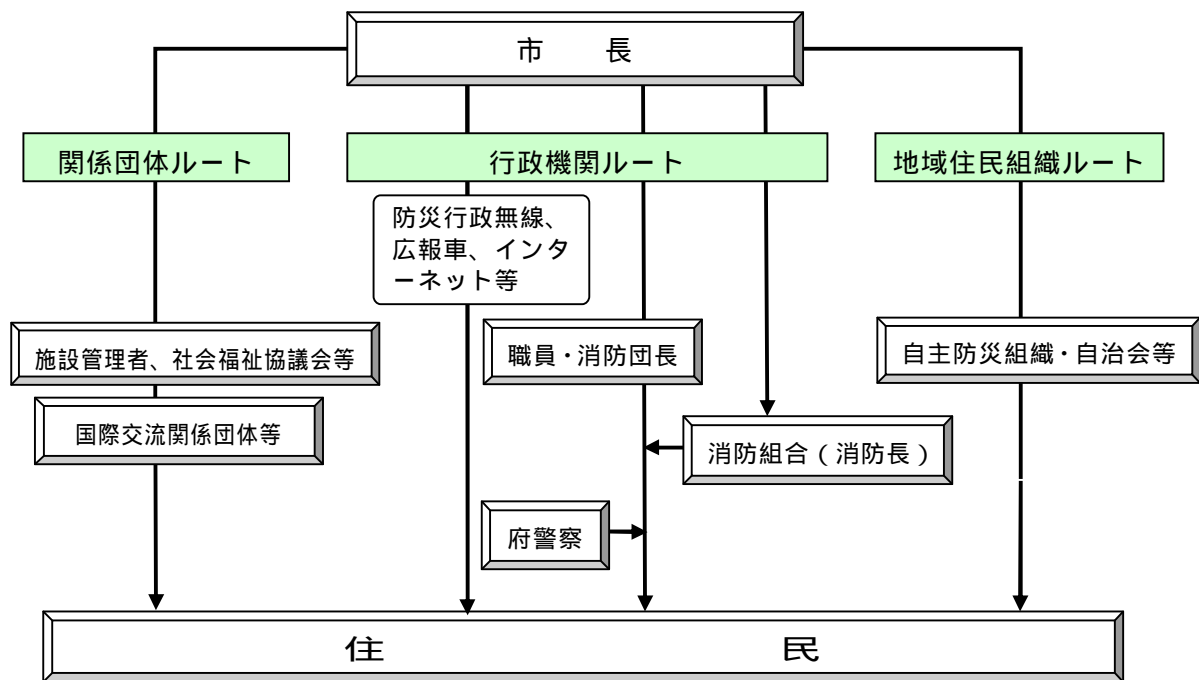 市　　長
関係団体ルート
行政機関ルート
地域住民組織ルート
防災行政無線、
広報車、インタ
ーネット等
施設管理者、社会福祉協議会等
職員・消防団長
自主防災組織・自治会等
国際交流関係団体等
消防組合（消防長）
府警察
住　　民